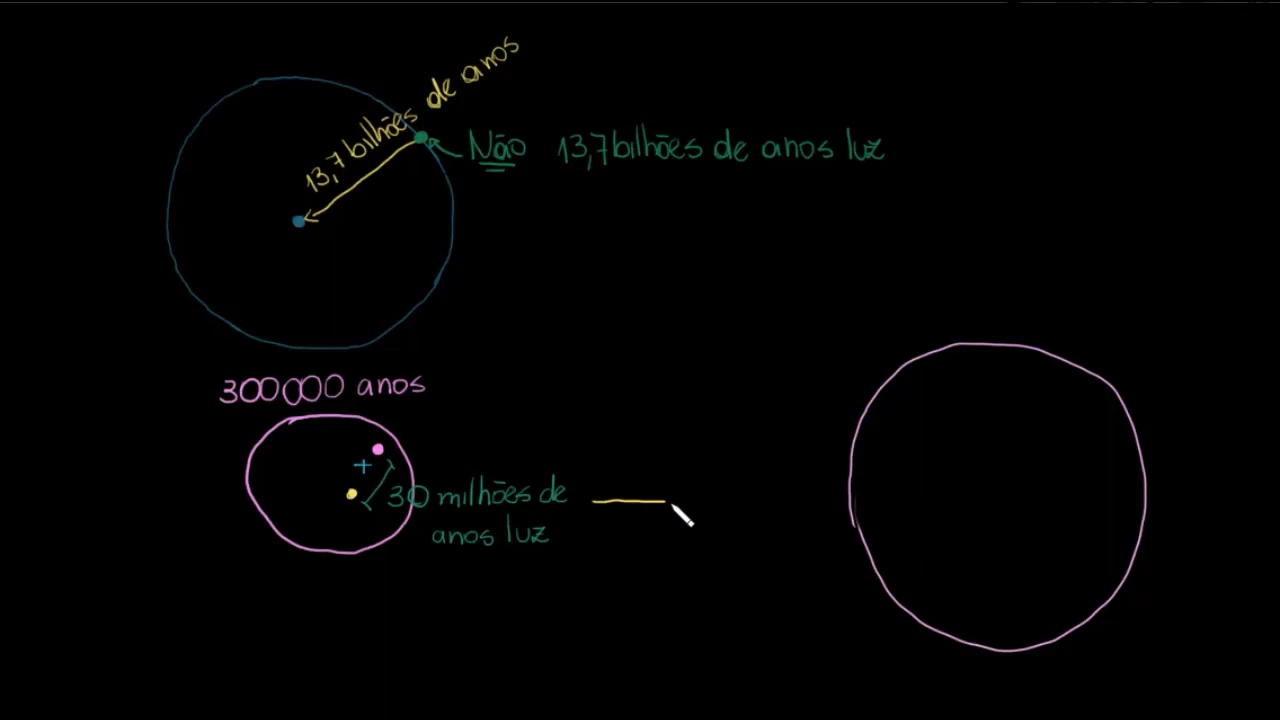 13,7 bilhões de anos
Não 13,7 bilhões de anos luz
300000 anos
30 milhões de
anos luz